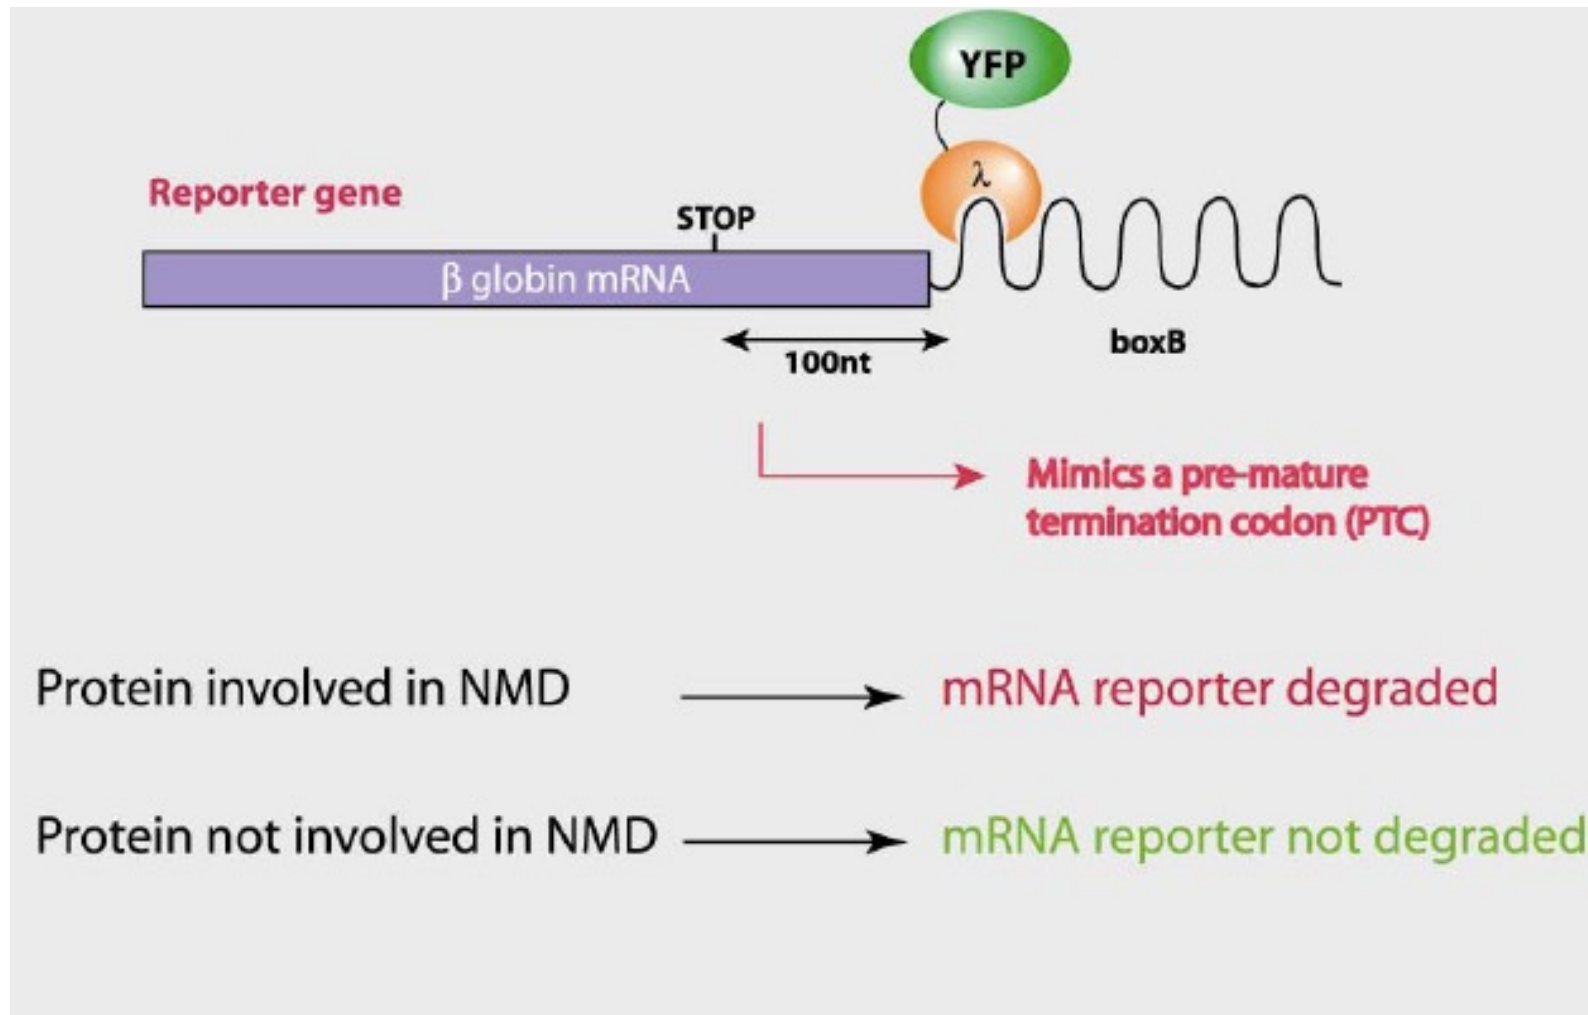 YFP
λ
Reporter gene
STOP
β globin mRNA
100nt
boxB
Mimics a pre-mature
termination codon (PTC)
Protein involved in NMD
mRNA reporter degraded
Protein not involved in NMD
mRNA reporter not degraded